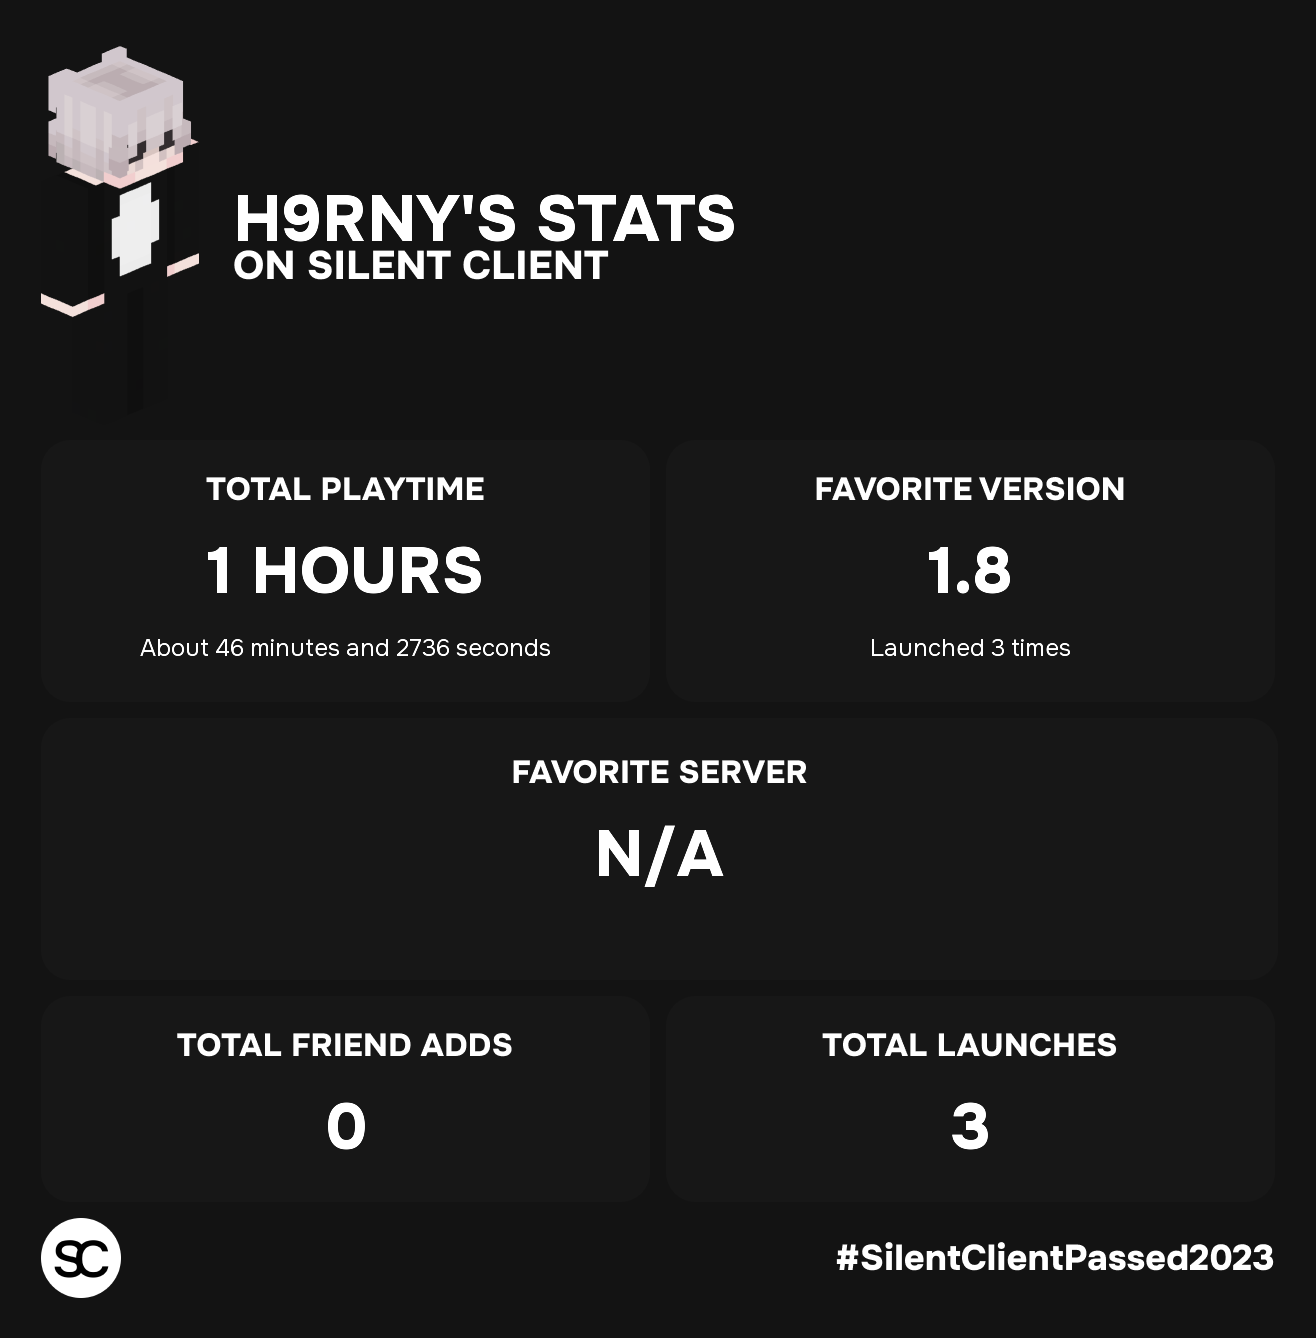 H9RNY'S STATS
ON SILENT CLIENT
TOTAL PLAYTIME
1 HOURS
About 46 minutes and 2736 seconds
FAVORITE VERSION
1.8
Launched 3 times
FAVORITE SERVER
N/A
TOTAL FRIEND ADDS
0
TOTAL LAUNCHES
3
SC
#SilentClientPassed2023